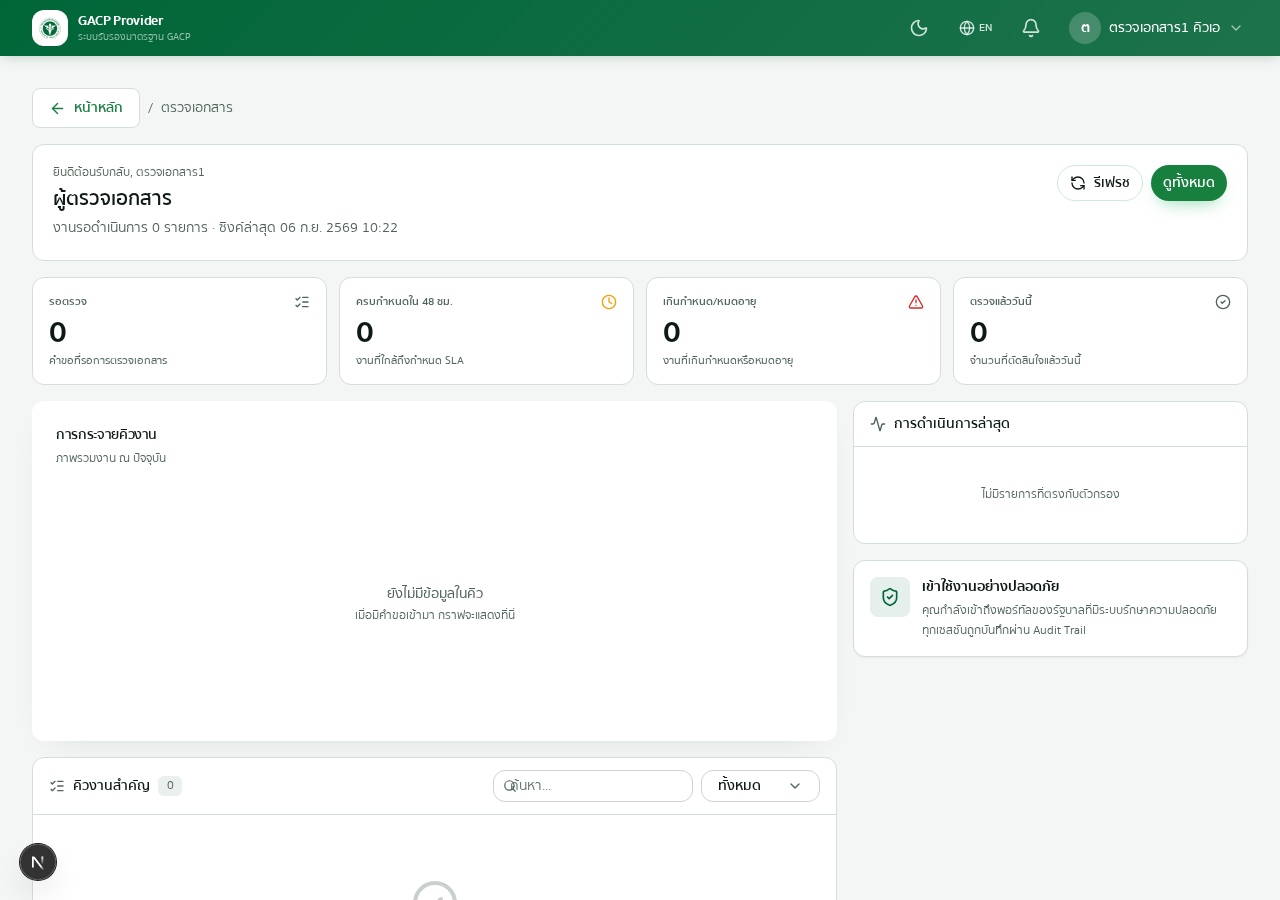 GACP Provider
ระบบรับรองมาตรฐาน GACP
EN
ต
ตรวจเอกสาร1 คิวเอ
หน้าหลัก
/ ตรวจเอกสาร
ยินดีต้อนรับกลับ, ตรวจเอกสาร1
ผู้ตรวจเอกสาร
งานรอดำเนินการ 0 รายการ · ซิงค์ล่าสุด 06 ก.ย. 2569 10:22
รีเฟรช
ดูทั้งหมด
รอตรวจ
0
คำขอที่รอการตรวจเอกสาร
ครบกำหนดใน 48 ชม.
0
งานที่ใกล้ถึงกำหนด SLA
เกินกำหนด/หมดอายุ
0
งานที่เกินกำหนดหรือหมดอายุ
ตรวจแล้ววันนี้
0
จำนวนที่ตัดสินใจแล้ววันนี้
การกระจายคิวงาน
ภาพรวมงาน ณ ปัจจุบัน
ยังไม่มีข้อมูลในคิว
เมื่อมีคำขอเข้ามา กราฟจะแสดงที่นี่
การดำเนินการล่าสุด
ไม่มีรายการที่ตรงกับตัวกรอง
เข้าใช้งานอย่างปลอดภัย
คุณกำลังเข้าถึงพอร์ทัลของรัฐบาลที่มีระบบรักษาความปลอดภัย
ทุกเซสชันถูกบันทึกผ่าน Audit Trail
คิวงานสำคัญ 0
ค้นหา...
ทั้งหมด
N